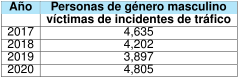 Año Personas de género masculino
víctimas de incidentes de tráfico
2017 4,635
2018 4,202
2019 3,897
2020 4,805